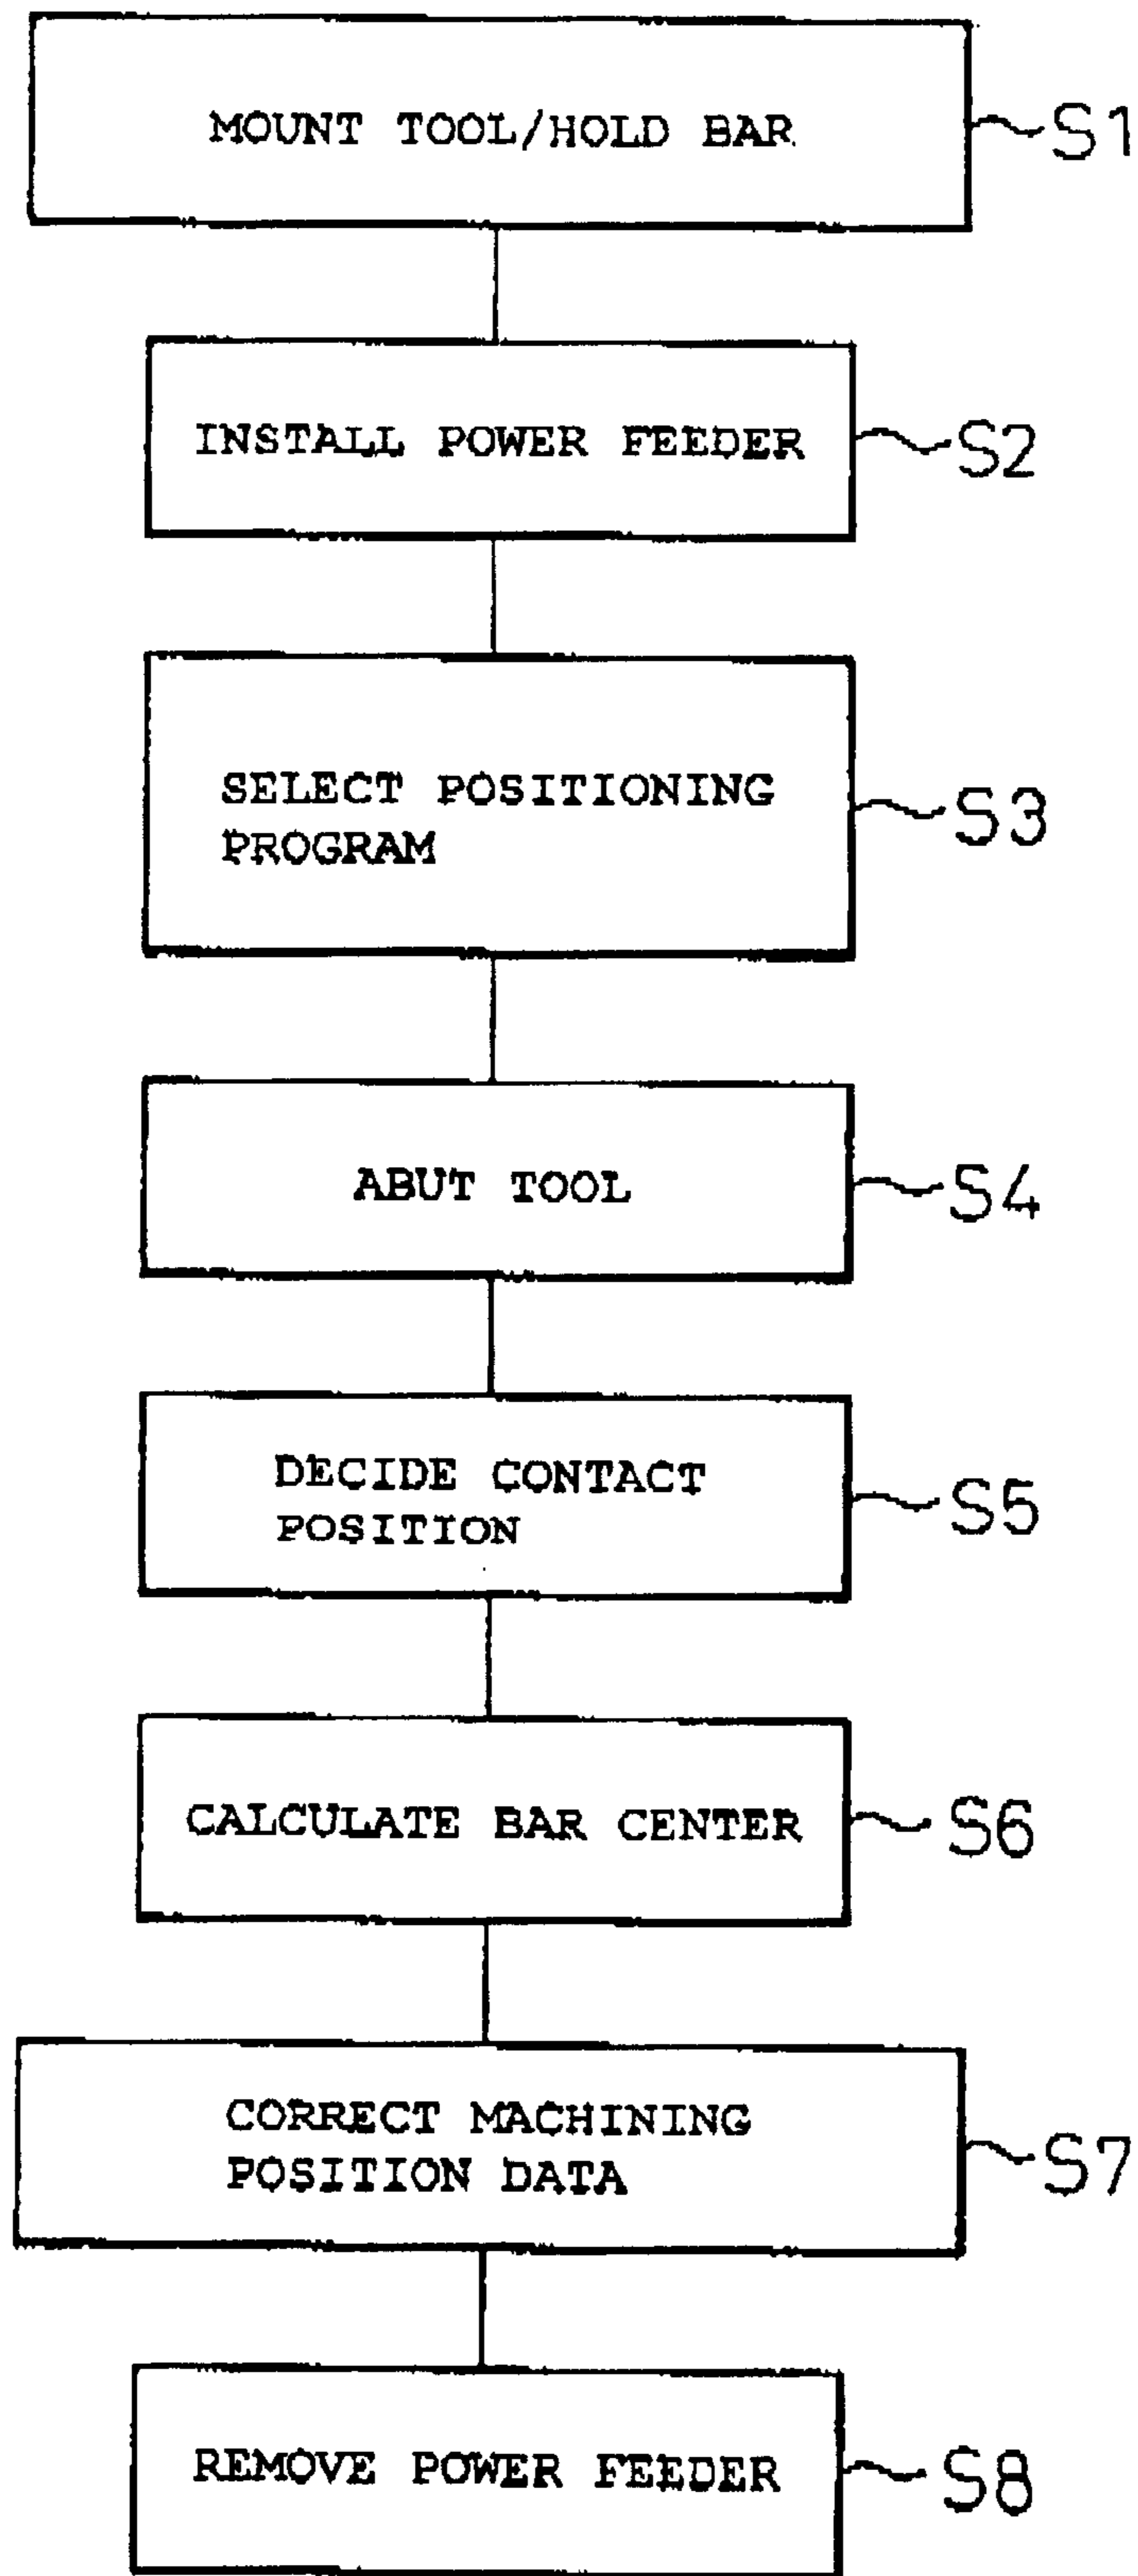 MOUNT TOOL/HOLD BAR
S1
INSTALL POWER FEEDER
S2
SELECT POSITIONING
PROGRAM
S3
ABUT TOOL
S4
DECIDE CONTACT
POSITION
S5
CALCULATE BAR CENTER
S6
CORRECT MACHINING
POSITION DATA
S7
REMOVE POWER FEEDER
S8